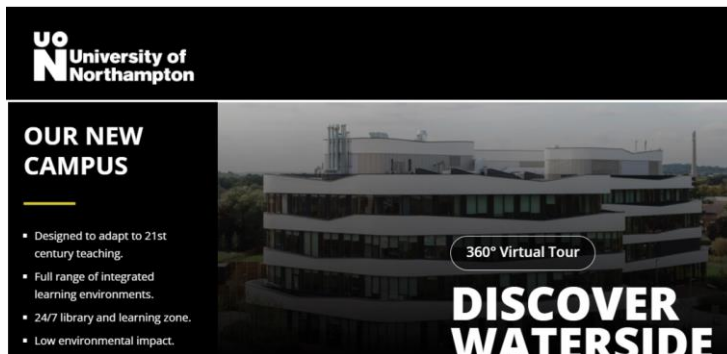 UO
N University of
Northampton
OUR NEW
CAMPUS
▪ Designed to adapt to 21st
century teaching.
▪ Full range of integrated
learning environments.
▪ 24/7 library and learning zone.
▪ Low environmental impact.
360° Virtual Tour
DISCOVER
WATERSIDE